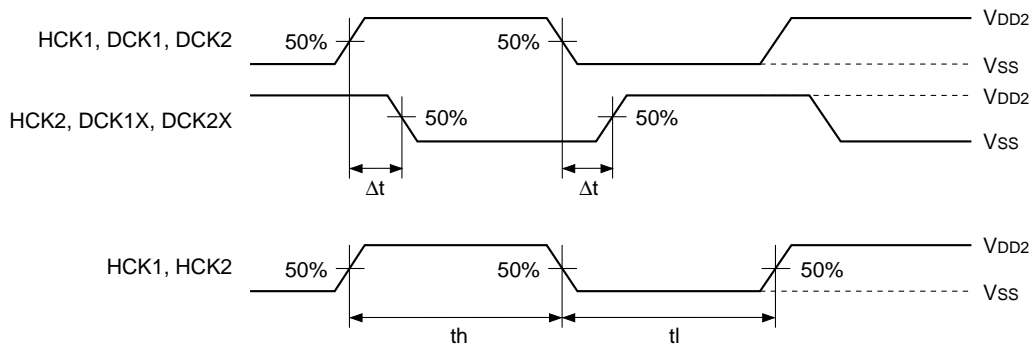 HCK1, DCK1, DCK2
50%
50%
VDD2
VSS
HCK2, DCK1X, DCK2X
50%
50%
VDD2
VSS
Δt
Δt
HCK1, HCK2
50%
50%
50%
VDD2
VSS
th
tl